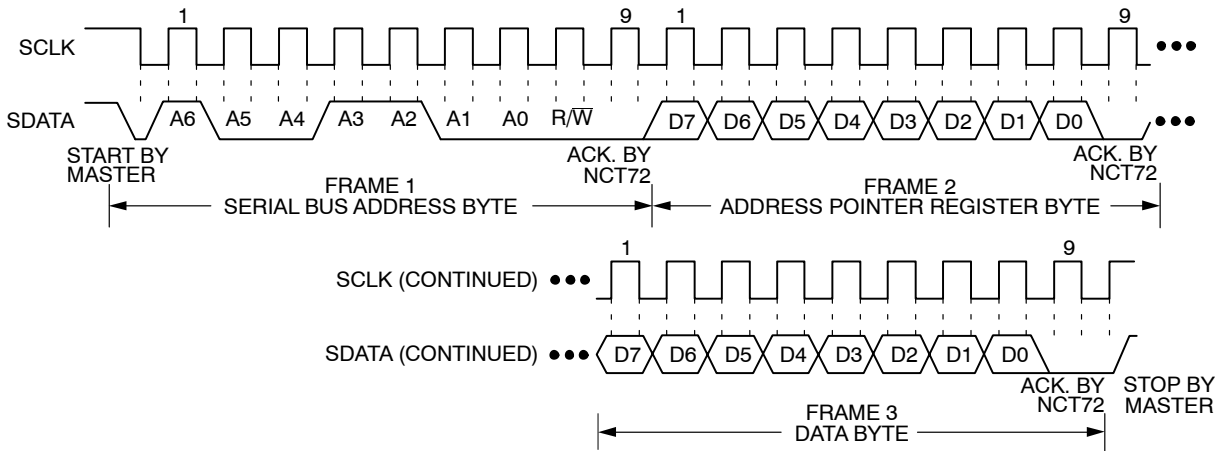 1 9 1 9
SCLK •••
SDATA A6 A5 A4 A3 A2 A1 A0 R/W̅ D7 D6 D5 D4 D3 D2 D1 D0 •••
START BY MASTER
ACK. BY NCT72
ACK. BY NCT72
FRAME 1
SERIAL BUS ADDRESS BYTE
FRAME 2
ADDRESS POINTER REGISTER BYTE
1 9
SCLK (CONTINUED) •••
SDATA (CONTINUED) ••• D7 D6 D5 D4 D3 D2 D1 D0
ACK. BY NCT72
STOP BY MASTER
FRAME 3
DATA BYTE